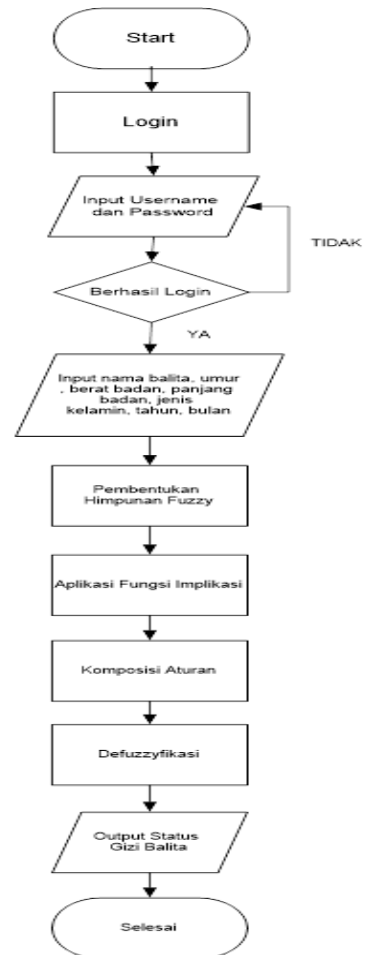 Start
Login
Input Username
dan Password
TIDAK
Berhasil Login
YA
Input nama balita, umur
, berat badan, panjang
badan, jenis
kelamin, tahun, bulan
Pembentukan
Himpunan Fuzzy
Aplikasi Fungsi Implikasi
Komposisi Aturan
Defuzzyfikasi
Output Status
Gizi Balita
Selesai